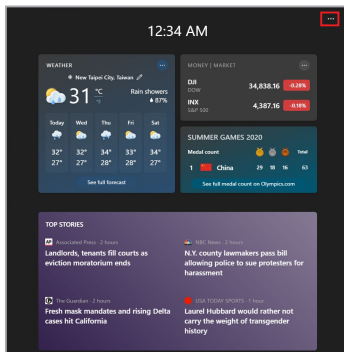 12:34 AM
WEATHER
New Taipei City, Taiwan
31 °C
°F
Rain showers
87%
Today Wed Thu Fri Sat
32° 32° 34° 33° 34°
27° 27° 28° 27° 27°
See full forecast
MONEY | MARKET
DJI
DOW
34,838.16 -0.28%
INX
S&P 500
4,387.16 -0.18%
SUMMER GAMES 2020
Medal count Total
1 China 29 18 16 63
See full medal count on Olympics.com
TOP STORIES
AP Associated Press · 2 hours
Landlords, tenants fill courts as
eviction moratorium ends
NBC News · 2 hours
N.Y. county lawmakers pass bill
allowing police to sue protesters for
harassment
The Guardian · 2 hours
Fresh mask mandates and rising Delta
cases hit California
USA TODAY SPORTS · 1 hour
Laurel Hubbard would rather not
carry the weight of transgender
history